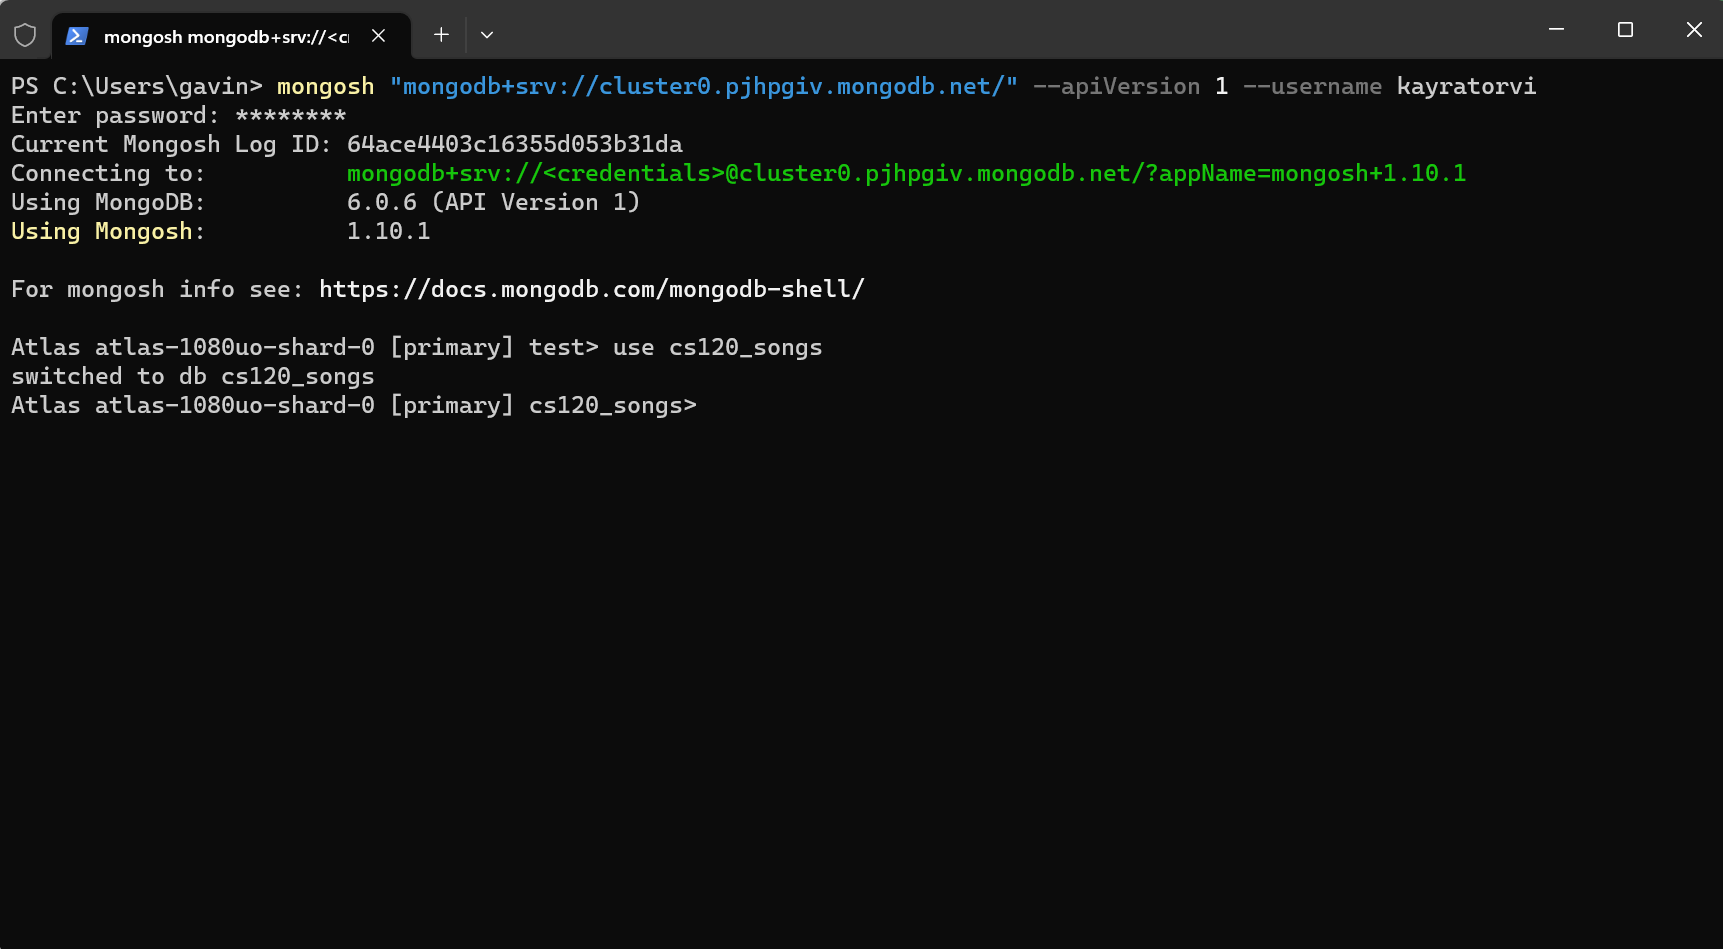 mongosh mongodb+srv://<c
PS C:\Users\gavin> mongosh "mongodb+srv://cluster0.pjhpgiv.mongodb.net/" --apiVersion 1 --username kayratorvi
Enter password: ********
Current Mongosh Log ID: 64ace4403c16355d053b31da
Connecting to:          mongodb+srv://<credentials>@cluster0.pjhpgiv.mongodb.net/?appName=mongosh+1.10.1
Using MongoDB:          6.0.6 (API Version 1)
Using Mongosh:          1.10.1
For mongosh info see: https://docs.mongodb.com/mongodb-shell/
Atlas atlas-1080uo-shard-0 [primary] test> use cs120_songs
switched to db cs120_songs
Atlas atlas-1080uo-shard-0 [primary] cs120_songs>